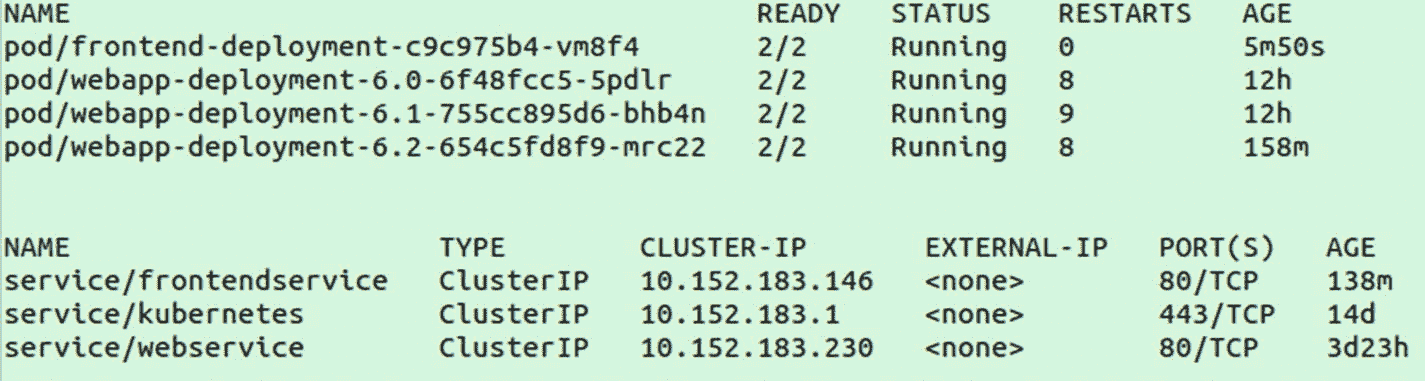 NAME READY STATUS RESTARTS AGE
pod/frontend-deployment-c9c975b4-vm8f4 2/2 Running 0 5m50s
pod/webapp-deployment-6.0-6f48fcc5-5pdlr 2/2 Running 8 12h
pod/webapp-deployment-6.1-755cc895d6-bhb4n 2/2 Running 9 12h
pod/webapp-deployment-6.2-654c5fd8f9-mrc22 2/2 Running 8 158m
NAME TYPE CLUSTER-IP EXTERNAL-IP PORT(S) AGE
service/frontendservice ClusterIP 10.152.183.146 <none> 80/TCP 138m
service/kubernetes ClusterIP 10.152.183.1 <none> 443/TCP 14d
service/webservice ClusterIP 10.152.183.230 <none> 80/TCP 3d23h